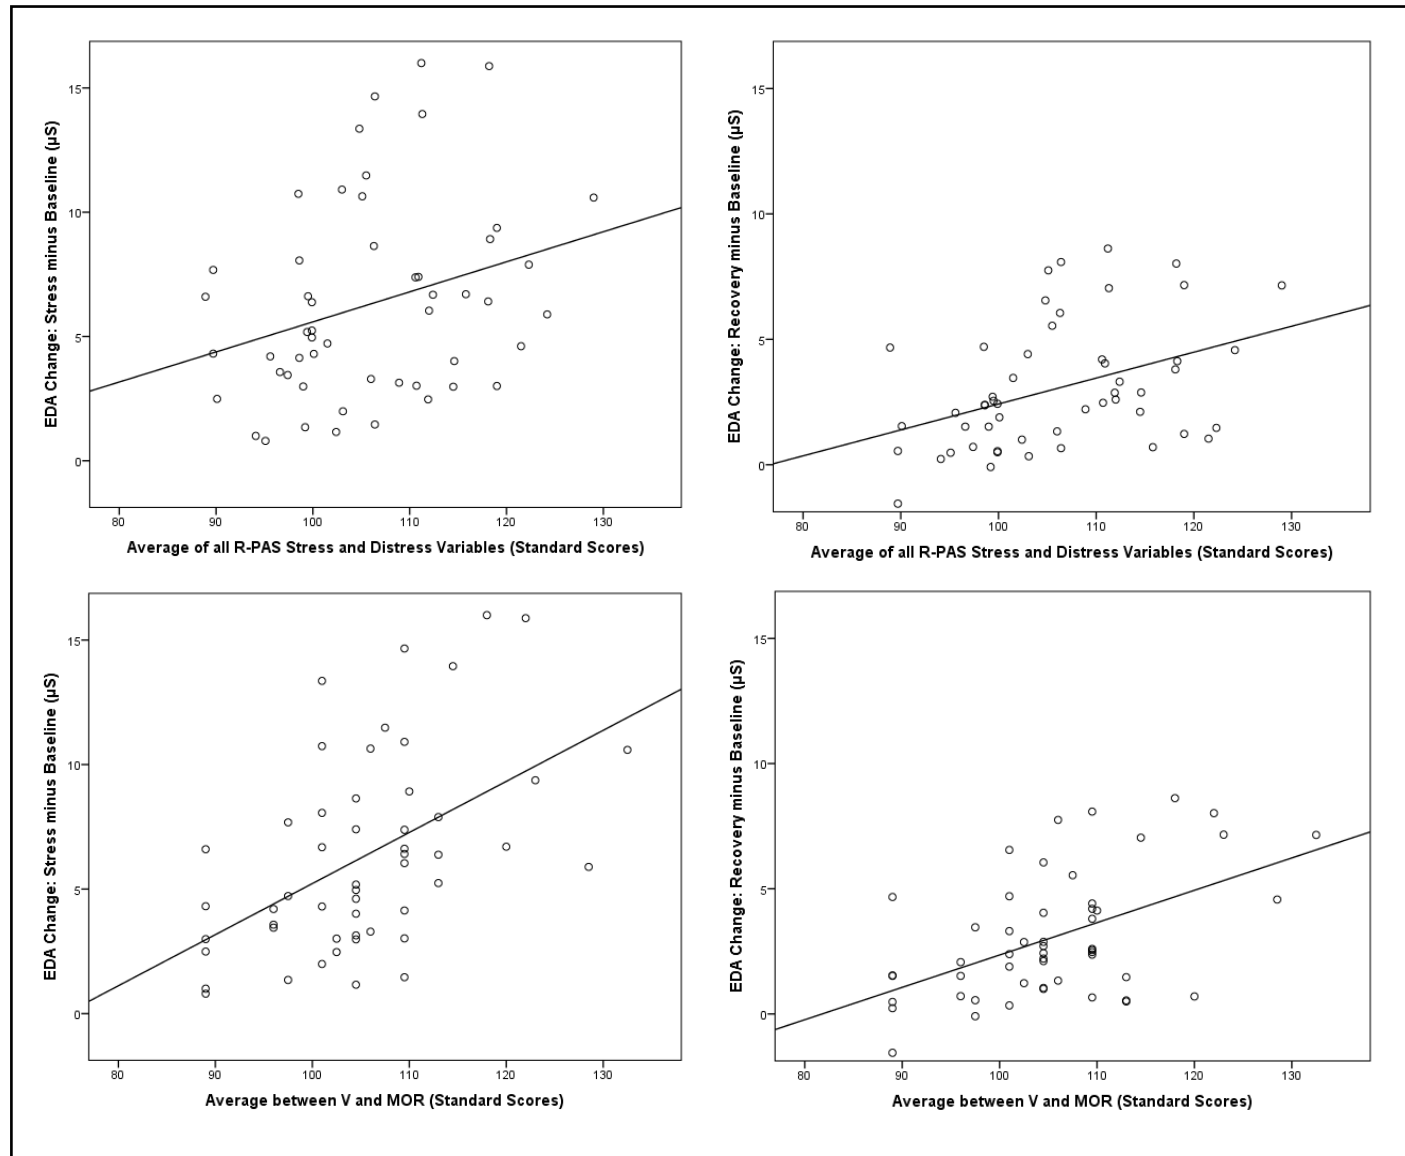 EDA Change: Stress minus Baseline (µS)
15
10
5
0
80 90 100 110 120 130
Average of all R-PAS Stress and Distress Variables (Standard Scores)
EDA Change: Recovery minus Baseline (µS)
15
10
5
0
80 90 100 110 120 130
Average of all R-PAS Stress and Distress Variables (Standard Scores)
EDA Change: Stress minus Baseline (µS)
15
10
5
0
80 90 100 110 120 130
Average between V and MOR (Standard Scores)
EDA Change: Recovery minus Baseline (µS)
15
10
5
0
80 90 100 110 120 130
Average between V and MOR (Standard Scores)